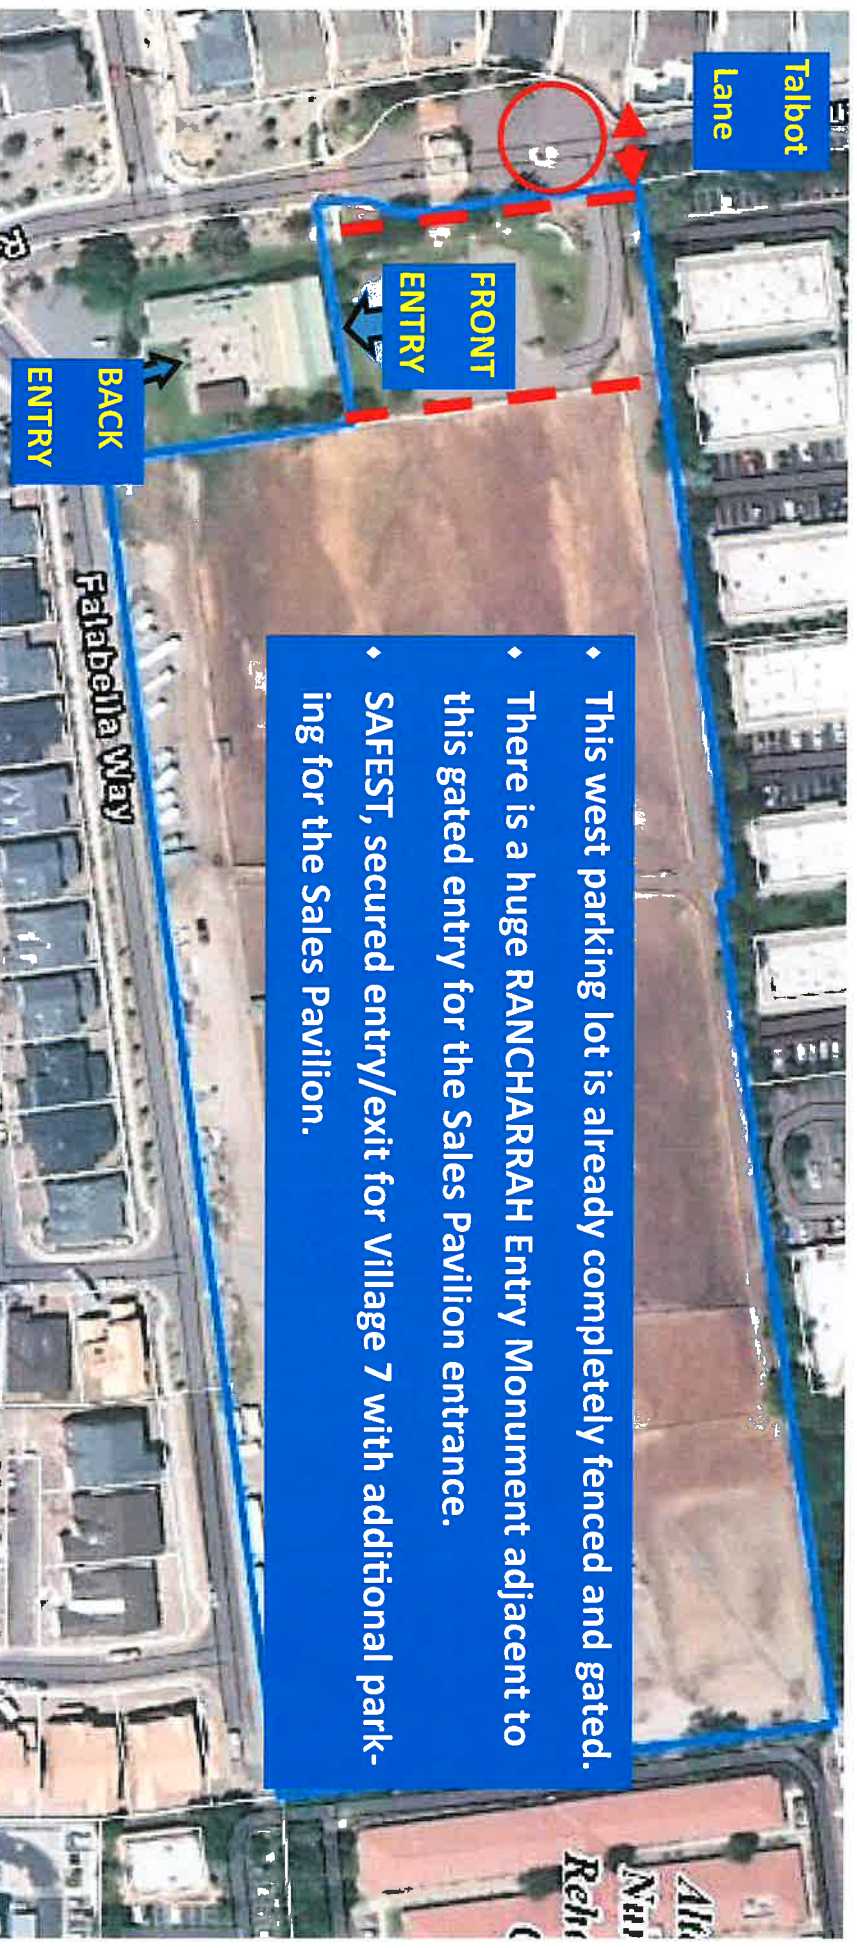 Talbot
Lane
FRONT
ENTRY
BACK
ENTRY
Falabella Way
• This west parking lot is already completely fenced and gated.
• There is a huge RANCHARRAH Entry Monument adjacent to
this gated entry for the Sales Pavilion entrance.
• SAFEST, secured entry/exit for Village 7 with additional park-
ing for the Sales Pavilion.